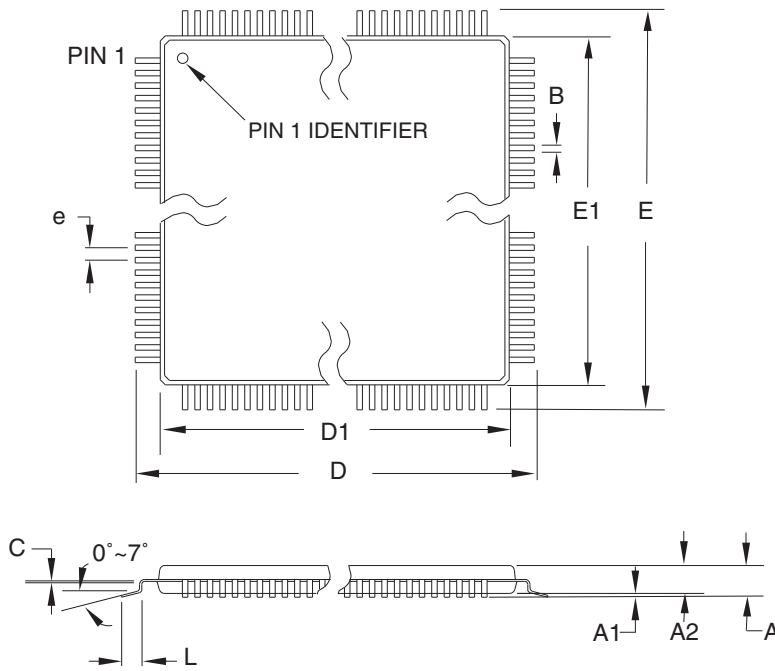 PIN 1
PIN 1 IDENTIFIER
B
e
E1
E
D1
D
C
0°~7°
L
A1
A2
A